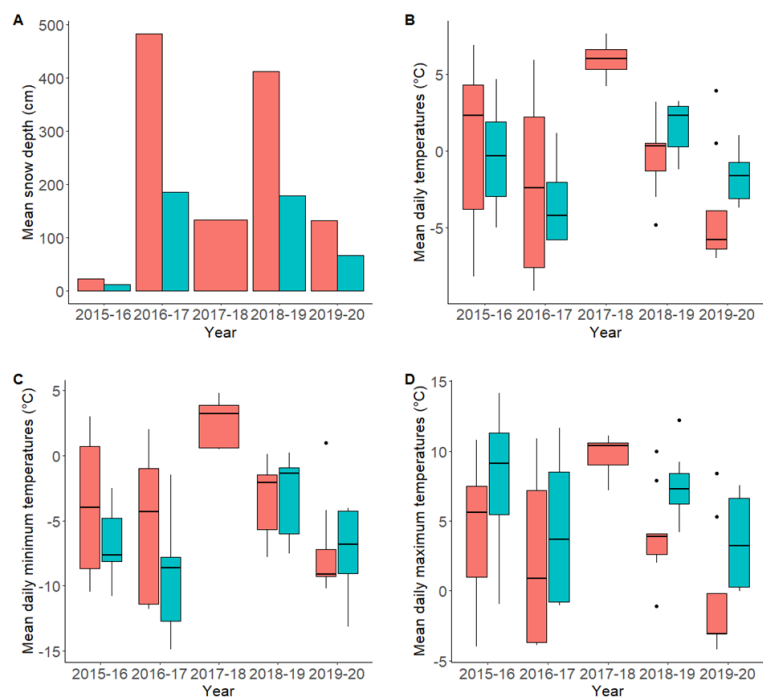 A
Mean snow depth (cm)
500
400
300
200
100
0
2015-16 2016-17 2017-18 2018-19 2019-20
Year
B
Mean daily temperatures (°C)
5
0
-5
2015-16 2016-17 2017-18 2018-19 2019-20
Year
C
Mean daily minimum temperatures (°C)
5
0
-5
-10
-15
2015-16 2016-17 2017-18 2018-19 2019-20
Year
D
Mean daily maximum temperatures (°C)
15
10
5
0
-5
2015-16 2016-17 2017-18 2018-19 2019-20
Year